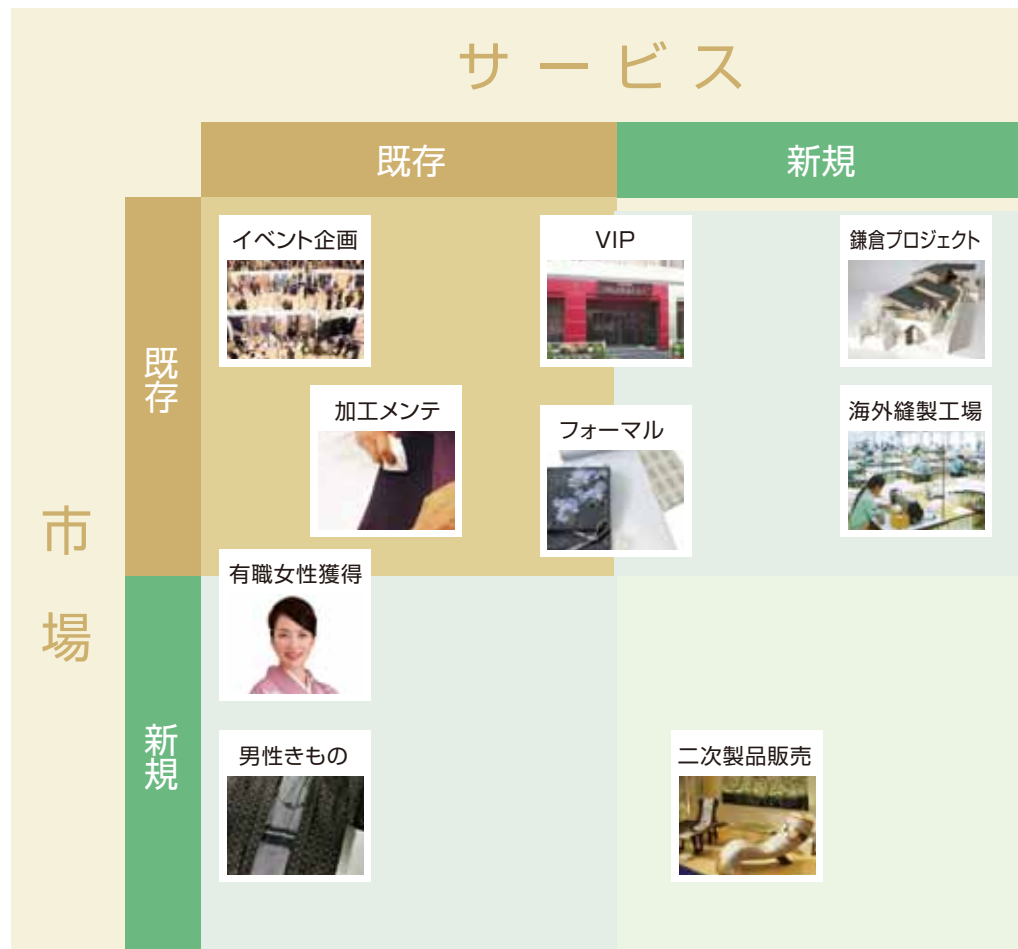 サービス
既存
新規
市場
既存
新規
イベント企画
VIP
鎌倉プロジェクト
加工メンテ
フォーマル
海外縫製工場
有職女性獲得
男性きもの
二次製品販売